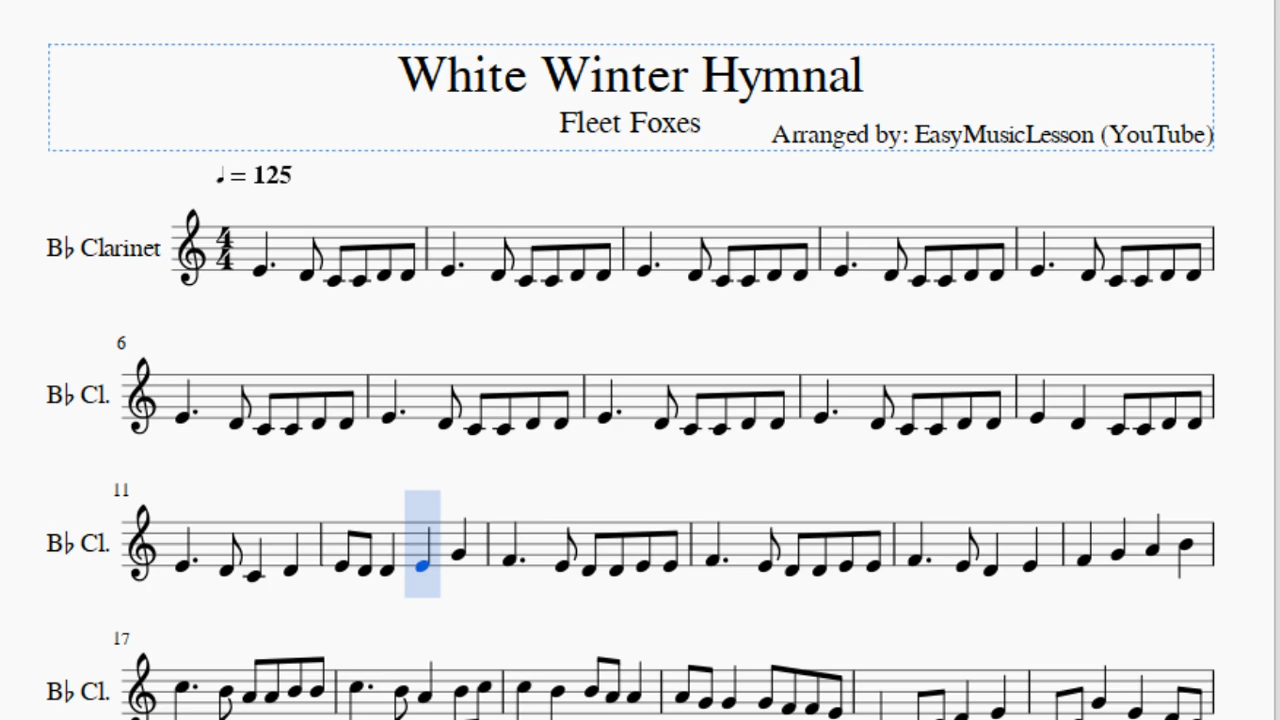 White Winter Hymnal
Fleet Foxes
Arranged by: EasyMusicLesson (YouTube)
♩ = 125
B♭ Clarinet
4
4
6
B♭ Cl.
11
B♭ Cl.
17
B♭ Cl.